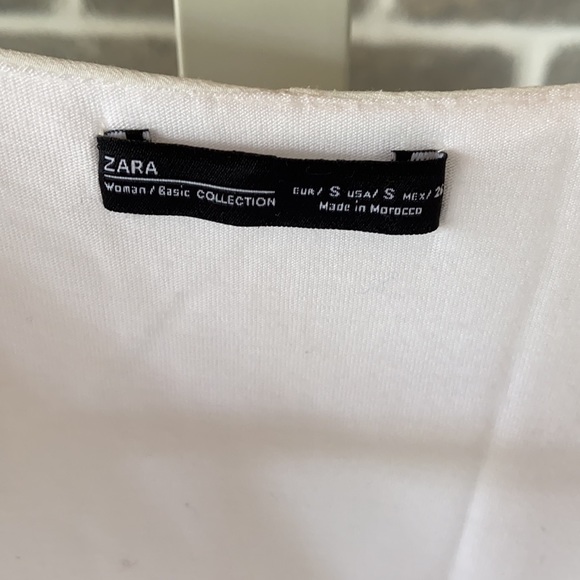 ZARA
Woman / Basic COLLECTION
EUR/ S USA/ S MEX/
Made in Morocco